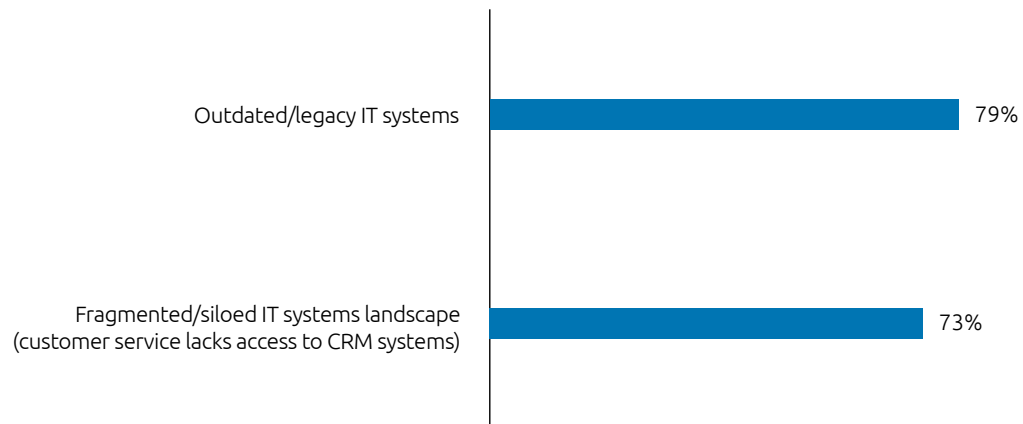 Outdated/legacy IT systems
79%
Fragmented/siloed IT systems landscape
(customer service lacks access to CRM systems)
73%